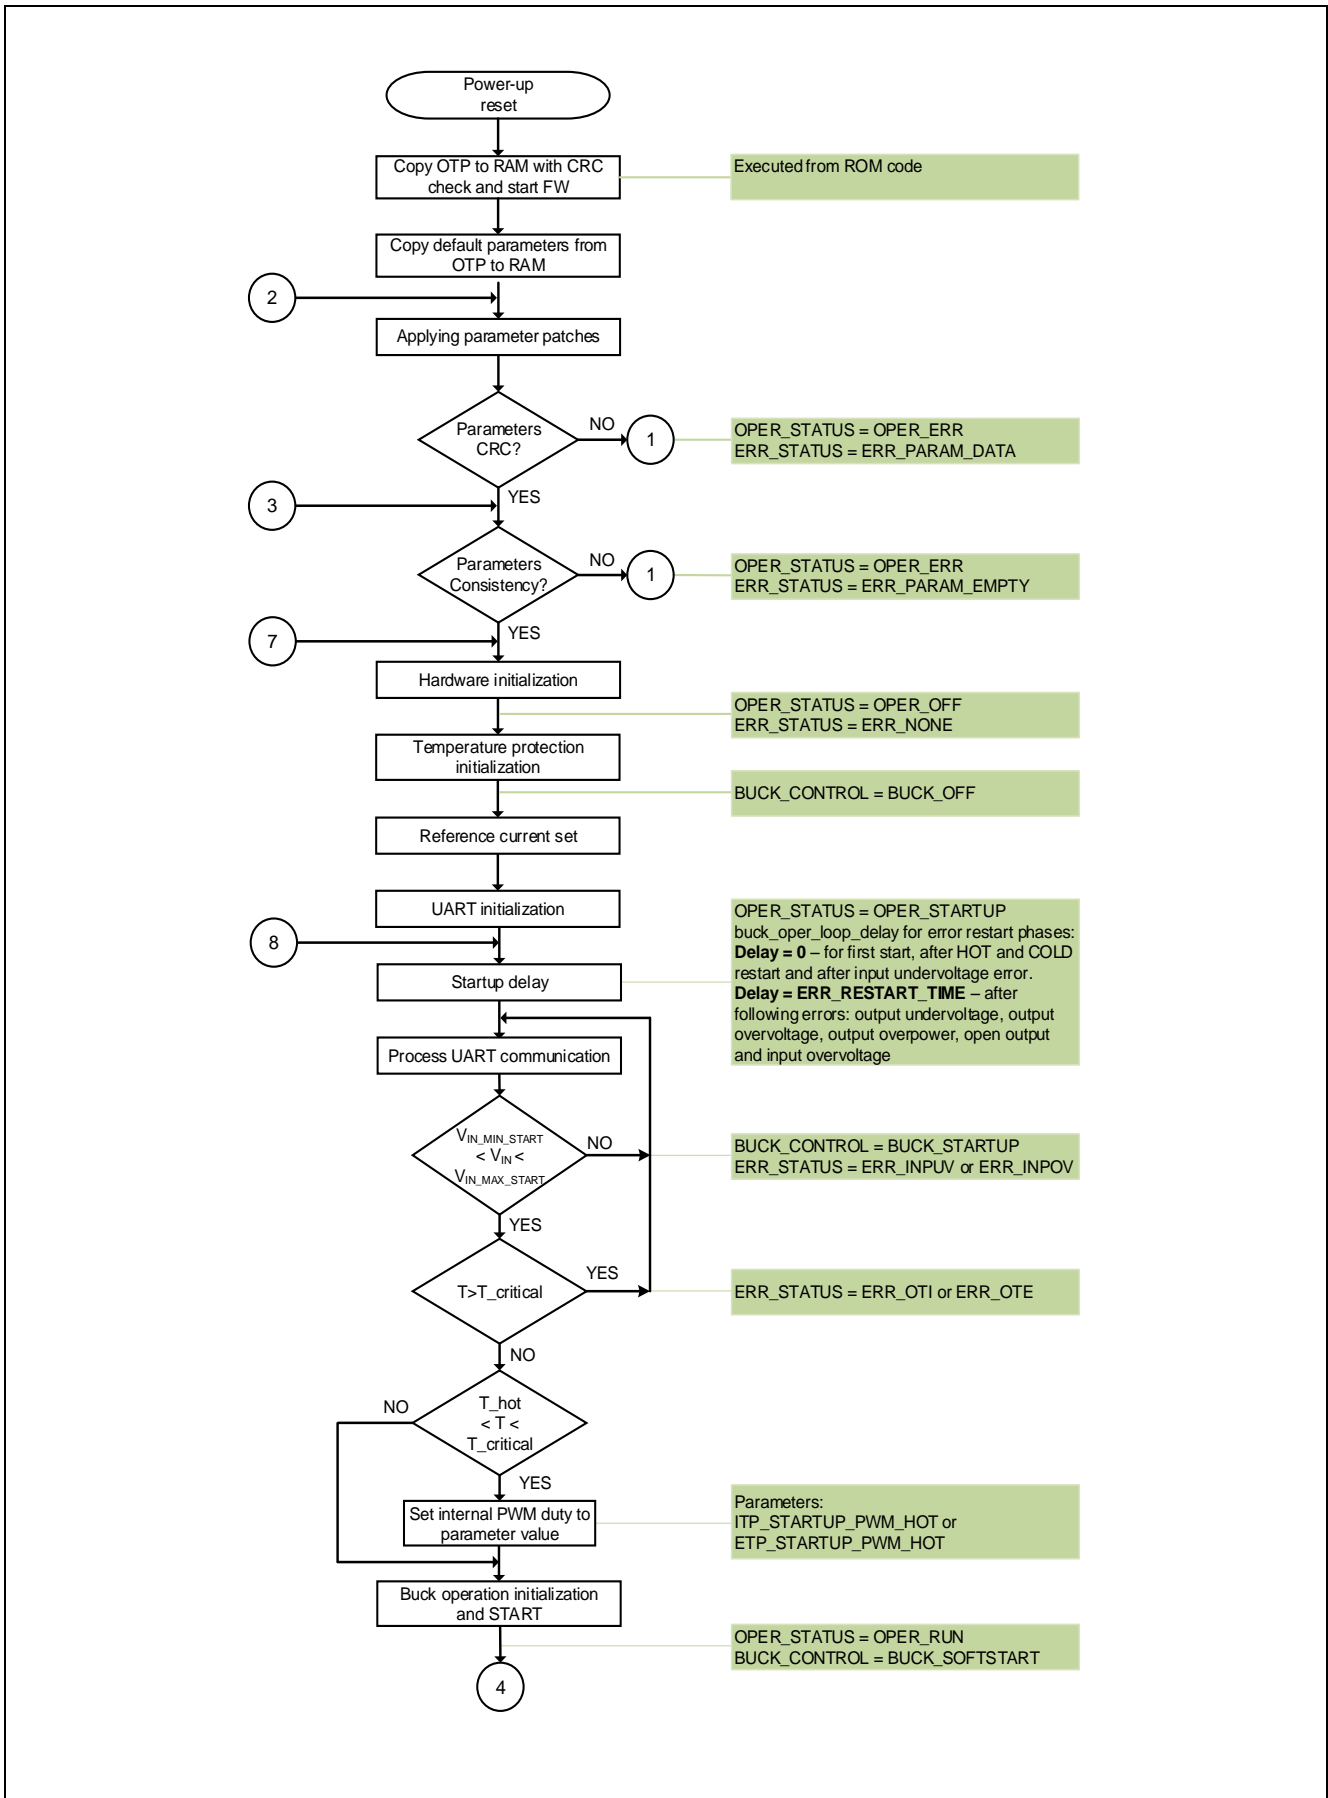 Power-up
reset
Copy OTP to RAM with CRC
check and start FW
Executed from ROM code
Copy default parameters from
OTP to RAM
2
Applying parameter patches
Parameters
CRC?
NO
1
OPER_STATUS = OPER_ERR
ERR_STATUS = ERR_PARAM_DATA
YES
3
Parameters
Consistency?
NO
1
OPER_STATUS = OPER_ERR
ERR_STATUS = ERR_PARAM_EMPTY
YES
7
Hardware initialization
OPER_STATUS = OPER_OFF
ERR_STATUS = ERR_NONE
Temperature protection
initialization
BUCK_CONTROL = BUCK_OFF
Reference current set
UART initialization
8
Startup delay
OPER_STATUS = OPER_STARTUP
buck_oper_loop_delay for error restart phases:
Delay = 0 – for first start, after HOT and COLD
restart and after input undervoltage error.
Delay = ERR_RESTART_TIME – after
following errors: output undervoltage, output
overvoltage, output overpower, open output
and input overvoltage
Process UART communication
VIN_MIN_START
< VIN <
VIN_MAX_START
NO
BUCK_CONTROL = BUCK_STARTUP
ERR_STATUS = ERR_INPUV or ERR_INPOV
YES
T>T_critical
YES
ERR_STATUS = ERR_OTI or ERR_OTE
NO
T_hot
< T <
T_critical
NO
YES
Set internal PWM duty to
parameter value
Parameters:
ITP_STARTUP_PWM_HOT or
ETP_STARTUP_PWM_HOT
Buck operation initialization
and START
OPER_STATUS = OPER_RUN
BUCK_CONTROL = BUCK_SOFTSTART
4